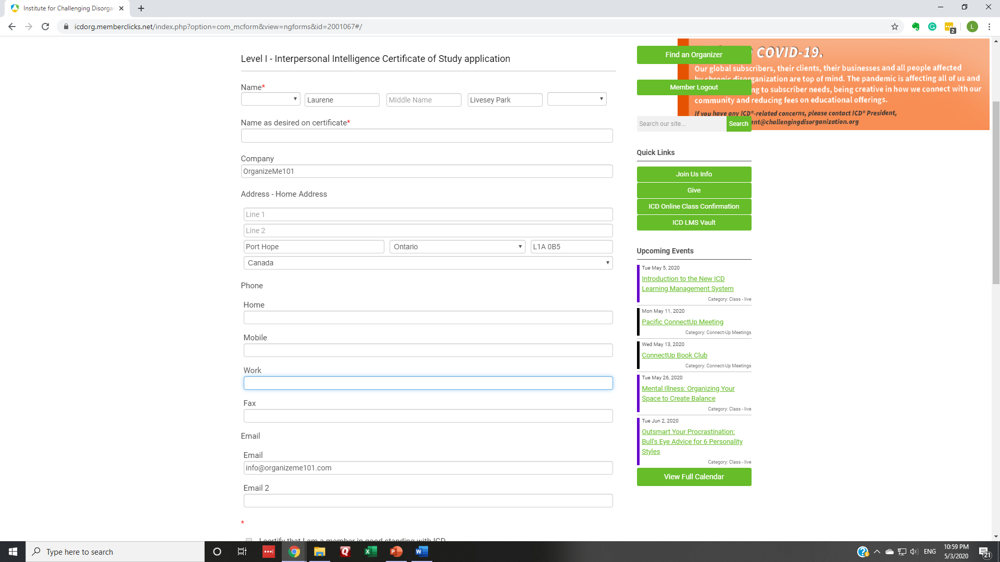 Institute for Challenging Disorga
icdorg.memberclicks.net/index.php?option=com_mcform&view=ngforms&id=2001067#/
2
L
Level I - Interpersonal Intelligence Certificate of Study application
Name*
Laurene
Middle Name
Livesey Park
Name as desired on certificate*
Company
OrganizeMe101
Address - Home Address
Line 1
Line 2
Port Hope
Ontario
L1A 0B5
Canada
Phone
Home
Mobile
Work
Fax
Email
Email
info@organizeme101.com
Email 2
*
I certify that I am a member in good standing with ICD
Find an Organizer
COVID-19.
Our global subscribers, their clients, their businesses and all people affected
by chronic disorganization are top of mind. The pandemic is affecting all of us and
Member Logout
ng to subscriber needs, being creative in how we connect with our
community and reducing fees on educational offerings.
If you have any ICD®-related concerns, please contact ICD® President,
ent@challengingdisorganization.org
Search our site...
Search
Quick Links
Join Us Info
Give
ICD Online Class Confirmation
ICD LMS Vault
Upcoming Events
Tue May 5, 2020
Introduction to the New ICD
Learning Management System
Category: Class - live
Mon May 11, 2020
Pacific ConnectUp Meeting
Category: Connect-Up Meetings
Wed May 13, 2020
ConnectUp Book Club
Category: Connect-Up Meetings
Tue May 26, 2020
Mental Illness: Organizing Your
Space to Create Balance
Category: Class - live
Tue Jun 2, 2020
Outsmart Your Procrastination:
Bull's Eye Advice for 6 Personality
Styles
Category: Class - live
View Full Calendar
Type here to search
ENG
10:59 PM
5/3/2020
21